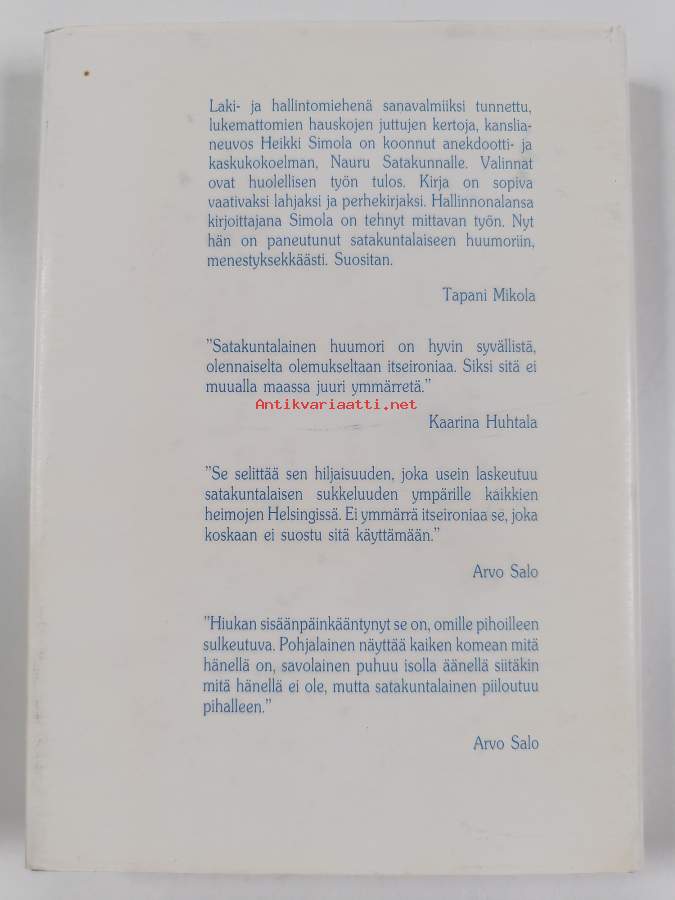 Laki- ja hallintomiehenä sanavalmiiksi tunnettu,
lukemattomien hauskojen juttujen kertoja, kanslia-
neuvos Heikki Simola on koonnut anekdootti- ja
kaskukokoelman, Nauru Satakunnalle. Valinnat
ovat huolellisen työn tulos. Kirja on sopiva
vaativaksi lahjaksi ja perhekirjaksi. Hallinnonalansa
kirjoittajana Simola on tehnyt mittavan työn. Nyt
hän on paneutunut satakuntalaiseen huumoriin,
menestyksekkäästi. Suositan.
Tapani Mikola
”Satakuntalainen huumori on hyvin syvällistä,
olennaiselta olemukseltaan itseironiaa. Siksi sitä ei
muualla maassa juuri ymmärretä.”
Antikvariaatti.net
Kaarina Huhtala
”Se selittää sen hiljaisuuden, joka usein laskeutuu
satakuntalaisen sukkeluuden ympärille kaikkien
heimojen Helsingissä. Ei ymmärrä itseironiaa se, joka
koskaan ei suostu sitä käyttämään.”
Arvo Salo
”Hiukan sisäänpäinkääntynyt se on, omille pihoilleen
sulkeutuva. Pohjalainen näyttää kaiken komean mitä
hänellä on, savolainen puhuu isolla äänellä siitäkin
mitä hänellä ei ole, mutta satakuntalainen piiloutuu
pihalleen.”
Arvo Salo